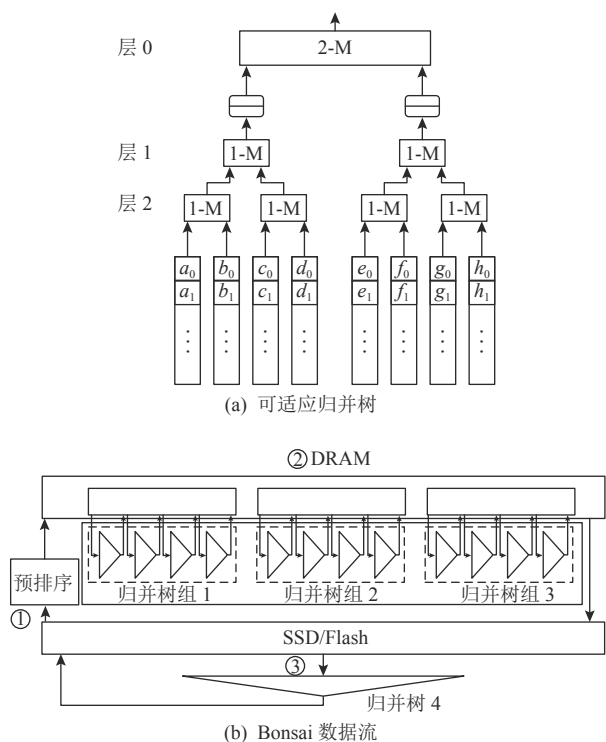 层 0
2-M
层 1
1-M 1-M
层 2
1-M 1-M 1-M 1-M
a₀ b₀ c₀ d₀ e₀ f₀ g₀ h₀
a₁ b₁ c₁ d₁ e₁ f₁ g₁ h₁
⋮ ⋮ ⋮ ⋮ ⋮ ⋮ ⋮ ⋮
(a) 可适应归并树
②DRAM
预排序
归并树组 1 归并树组 2 归并树组 3
①
SSD/Flash
③
归并树 4
(b) Bonsai 数据流